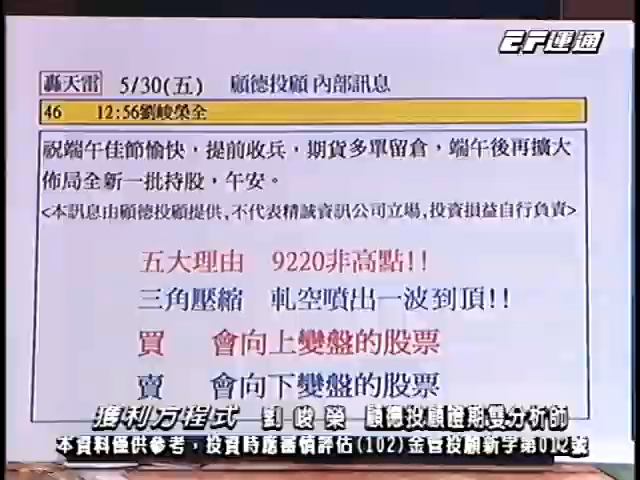 EF運通
轟天雷 5/30(五) 顧德投顧 內部訊息
46 12:56劉峻榮全
祝端午佳節愉快，提前收兵，期貨多單留倉，端午後再擴大
佈局全新一批持股，午安。
<本訊息由顧德投顧提供，不代表精誠資訊公司立場，投資損益自行負責>
五大理由 9220非高點!!
三角壓縮 軋空噴出一波到頂!!
買 會向上變盤的股票
賣 會向下變盤的股票
獲利方程式 劉峻榮 顧德投顧證期雙分析師
本資料僅供參考，投資時應審慎評估(102)金管投顧新字第012號